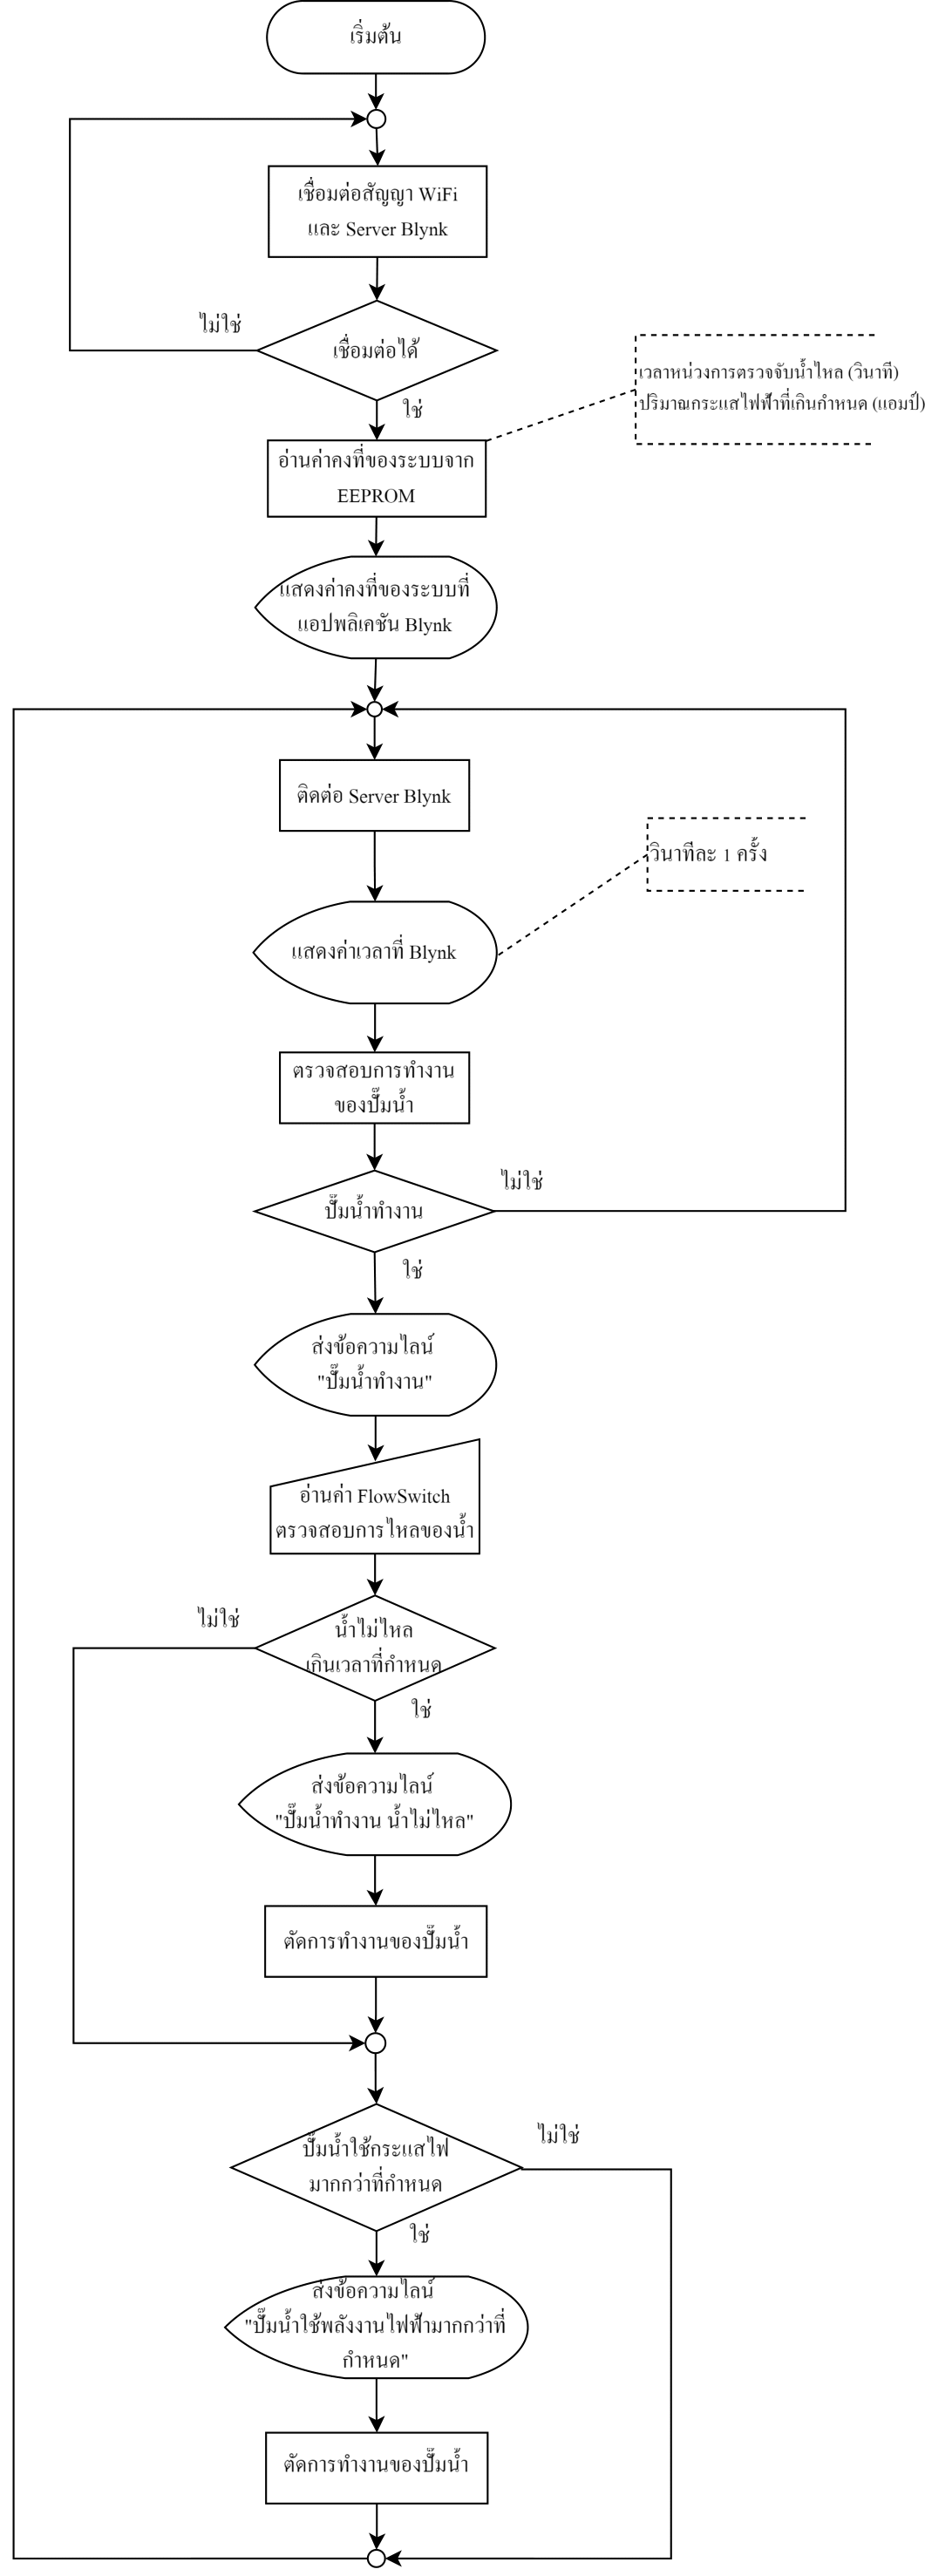 เริ่มต้น
เชื่อมต่อสัญญา WiFi
และ Server Blynk
ไม่ใช่
เชื่อมต่อได้
เวลาหน่วงการตรวจจับน้ำไหล (วินาที)
ปริมาณกระแสไฟฟ้าที่เกินกำหนด (แอมป์)
ใช่
อ่านค่าคงที่ของระบบจาก
EEPROM
แสดงค่าคงที่ของระบบที่
แอปพลิเคชัน Blynk
ติดต่อ Server Blynk
วินาทีละ 1 ครั้ง
แสดงค่าเวลาที่ Blynk
ตรวจสอบการทำงาน
ของปั๊มน้ำ
ไม่ใช่
ปั๊มน้ำทำงาน
ใช่
ส่งข้อความไลน์
"ปั๊มน้ำทำงาน"
อ่านค่า FlowSwitch
ตรวจสอบการไหลของน้ำ
ไม่ใช่
น้ำไม่ไหล
เกินเวลาที่กำหนด
ใช่
ส่งข้อความไลน์
"ปั๊มน้ำทำงาน น้ำไม่ไหล"
ตัดการทำงานของปั๊มน้ำ
ไม่ใช่
ปั๊มน้ำใช้กระแสไฟ
มากกว่าที่กำหนด
ใช่
ส่งข้อความไลน์
"ปั๊มน้ำใช้พลังงานไฟฟ้ามากกว่าที่
กำหนด"
ตัดการทำงานของปั๊มน้ำ